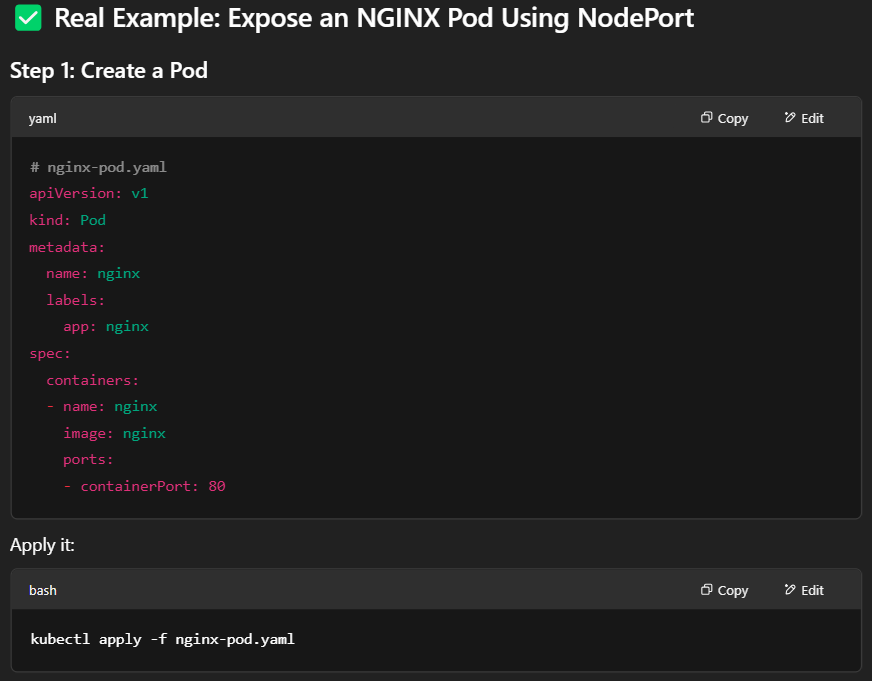 ✅ Real Example: Expose an NGINX Pod Using NodePort
Step 1: Create a Pod
yaml Copy Edit
# nginx-pod.yaml
apiVersion: v1
kind: Pod
metadata:
  name: nginx
  labels:
    app: nginx
spec:
  containers:
  - name: nginx
    image: nginx
    ports:
    - containerPort: 80
Apply it:
bash Copy Edit
kubectl apply -f nginx-pod.yaml